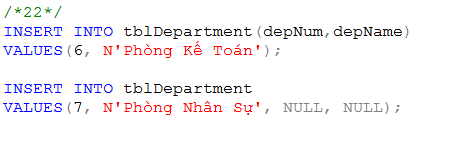 /*22*/
INSERT INTO tblDepartment(depNum,depName)
VALUES(6, N'Phòng Kế Toán');
INSERT INTO tblDepartment
VALUES(7, N'Phòng Nhân Sự', NULL, NULL);